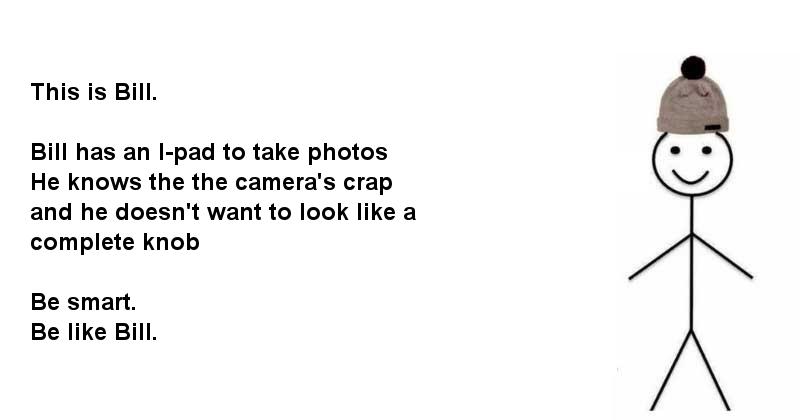 This is Bill.
Bill has an I-pad to take photos
He knows the the camera's crap
and he doesn't want to look like a
complete knob
Be smart.
Be like Bill.